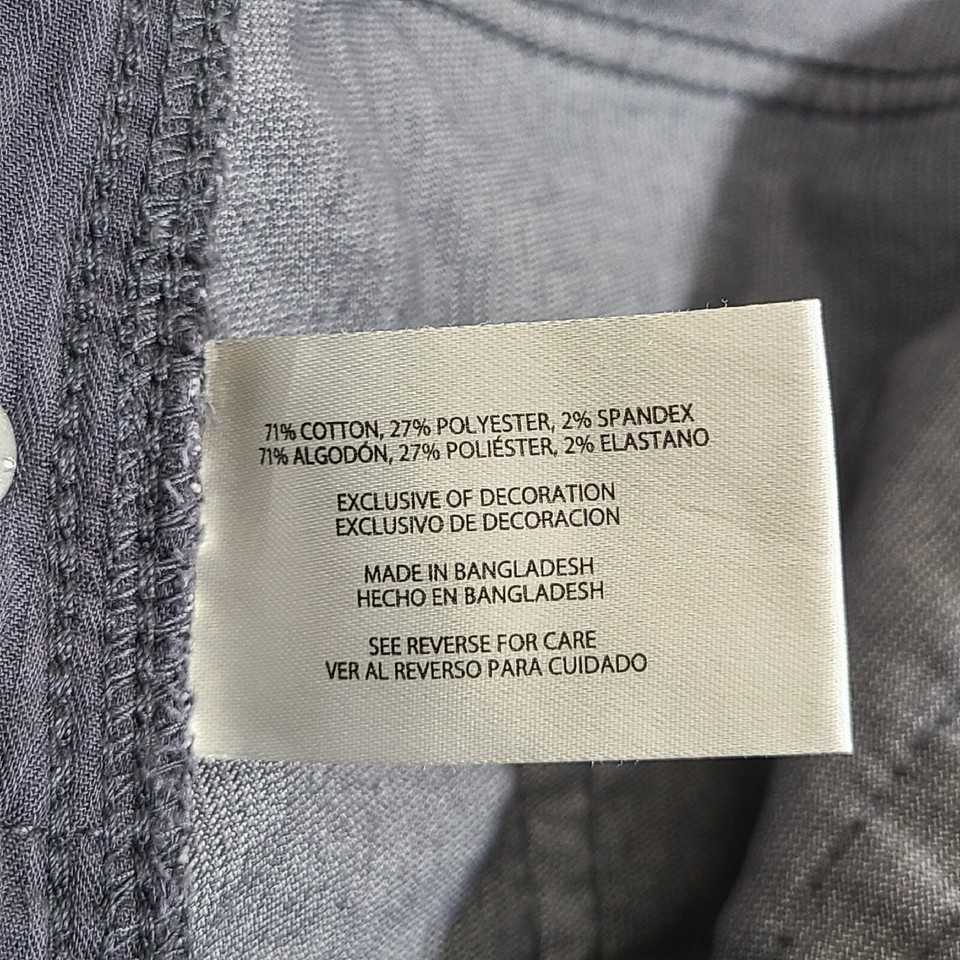 71% COTTON, 27% POLYESTER, 2% SPANDEX
71% ALGODÓN, 27% POLIÉSTER, 2% ELASTANO
EXCLUSIVE OF DECORATION
EXCLUSIVO DE DECORACION
MADE IN BANGLADESH
HECHO EN BANGLADESH
SEE REVERSE FOR CARE
VER AL REVERSO PARA CUIDADO